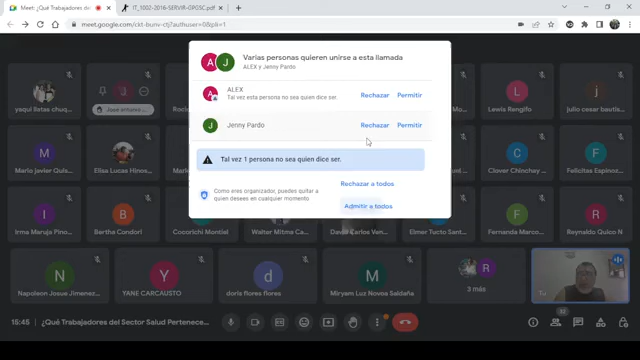 Meet: ¿Qué Trabajadores de
IT_1002-2016-SERVIR-GPGSC.pdf
meet.google.com/ckt-bunv-ctj?authuser=0&pli=1
Varias personas quieren unirse a esta llamada
ALEX y Jenny Pardo
ALEX
Tal vez esta persona no sea quien dice ser.
Rechazar
Permitir
J
Jenny Pardo
Rechazar
Permitir
Tal vez 1 persona no sea quien dice ser.
Rechazar a todos
Como eres organizador, puedes quitar a
quien desees en cualquier momento
Admitir a todos
yaqui lletas chuq...
Lewis Rengifo
julio cesar bautis...
Mario javier Quis...
Elisa Lucas Hinos...
Clover Chinchay ...
Felicitas Espinoz...
Irma Maruja Pino...
Bertha Condori
Cocorichi Montiel
Walter Mitma C
David Carlos Ven
Elmer Tucto Sant
Fernanda Marco...
Reynaldo Quico N
Napoleon Josue Jimenez...
YANE CARCAUSTO
doris flores flores
Miryam Luz Novoa Saldaña
3 más
Tú
15:45
¿Qué Trabajadores del Sector Salud Pertenece...
32